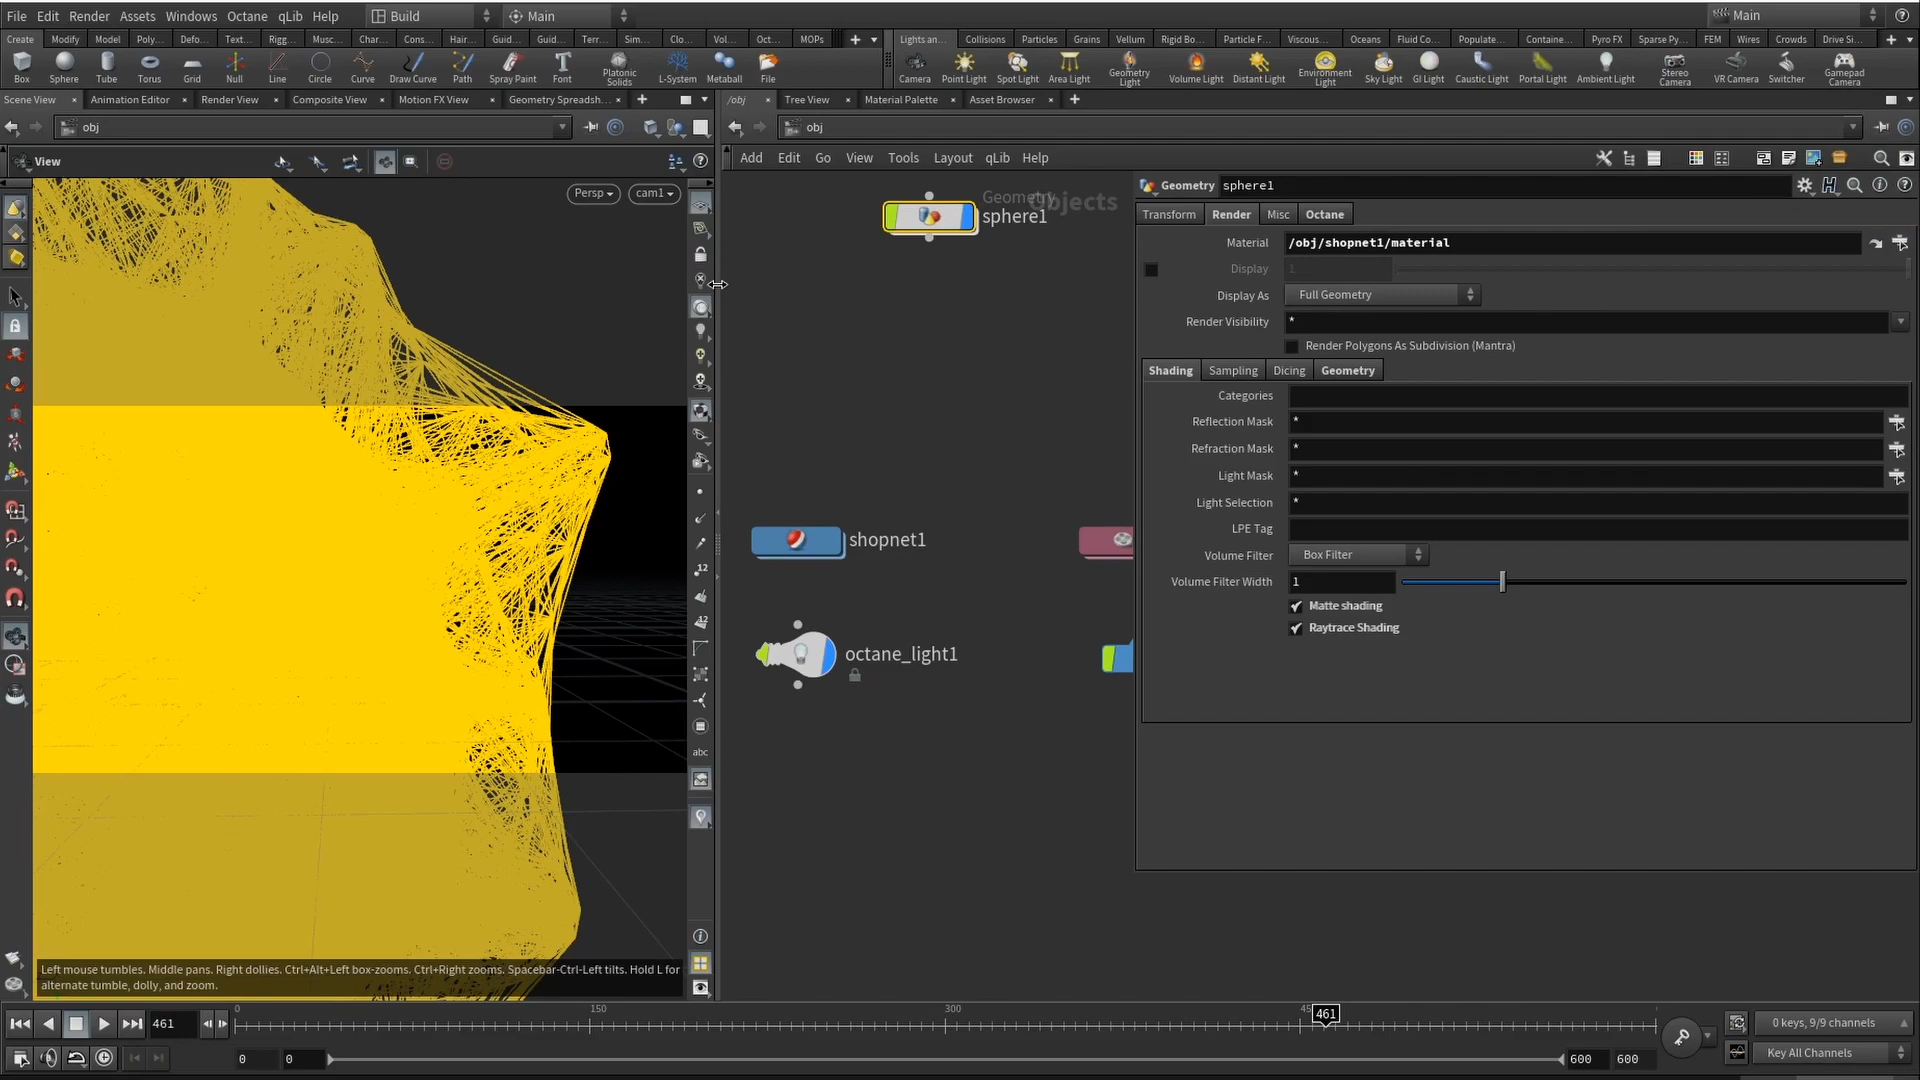 File Edit Render Assets Windows Octane qLib Help Build Main Main
Create Modify Model Poly... Defo... Text... Rigg... Musc... Char... Cons... Hair... Guid... Guid... Terr... Sim... Clo... Vol... Oct... MOPs
Lights an... Collisions Particles Grains Vellum Rigid Bo... Particle F... Viscous... Oceans Fluid Co... Populate... Containe... Pyro FX Sparse Py... FEM Wires Crowds Drive Si...
Box Sphere Tube Torus Grid Null Line Circle Curve Draw Curve Path Spray Paint Font Platonic Solids L-System Metaball File
Camera Point Light Spot Light Area Light Geometry Light Volume Light Distant Light Environment Light Sky Light GI Light Caustic Light Portal Light Ambient Light Stereo Camera VR Camera Switcher Gamepad Camera
Scene View Animation Editor Render View Composite View Motion FX View Geometry Spreadsh...
/obj Tree View Material Palette Asset Browser
obj
obj
View
Add Edit Go View Tools Layout qLib Help
Persp cam1
Geometry
Objects
sphere1
shopnet1
octane_light1
Geometry sphere1
Transform Render Misc Octane
Material /obj/shopnet1/material
Display 1
Display As Full Geometry
Render Visibility *
Render Polygons As Subdivision (Mantra)
Shading Sampling Dicing Geometry
Categories
Reflection Mask *
Refraction Mask *
Light Mask *
Light Selection *
LPE Tag
Volume Filter Box Filter
Volume Filter Width 1
Matte shading
Raytrace Shading
12
12
abc
Left mouse tumbles. Middle pans. Right dollies. Ctrl+Alt+Left box-zooms. Ctrl+Right zooms. Spacebar-Ctrl-Left tilts. Hold L for
alternate tumble, dolly, and zoom.
461 0 150 300 45 461
0 keys, 9/9 channels
0 0 600 600
Key All Channels